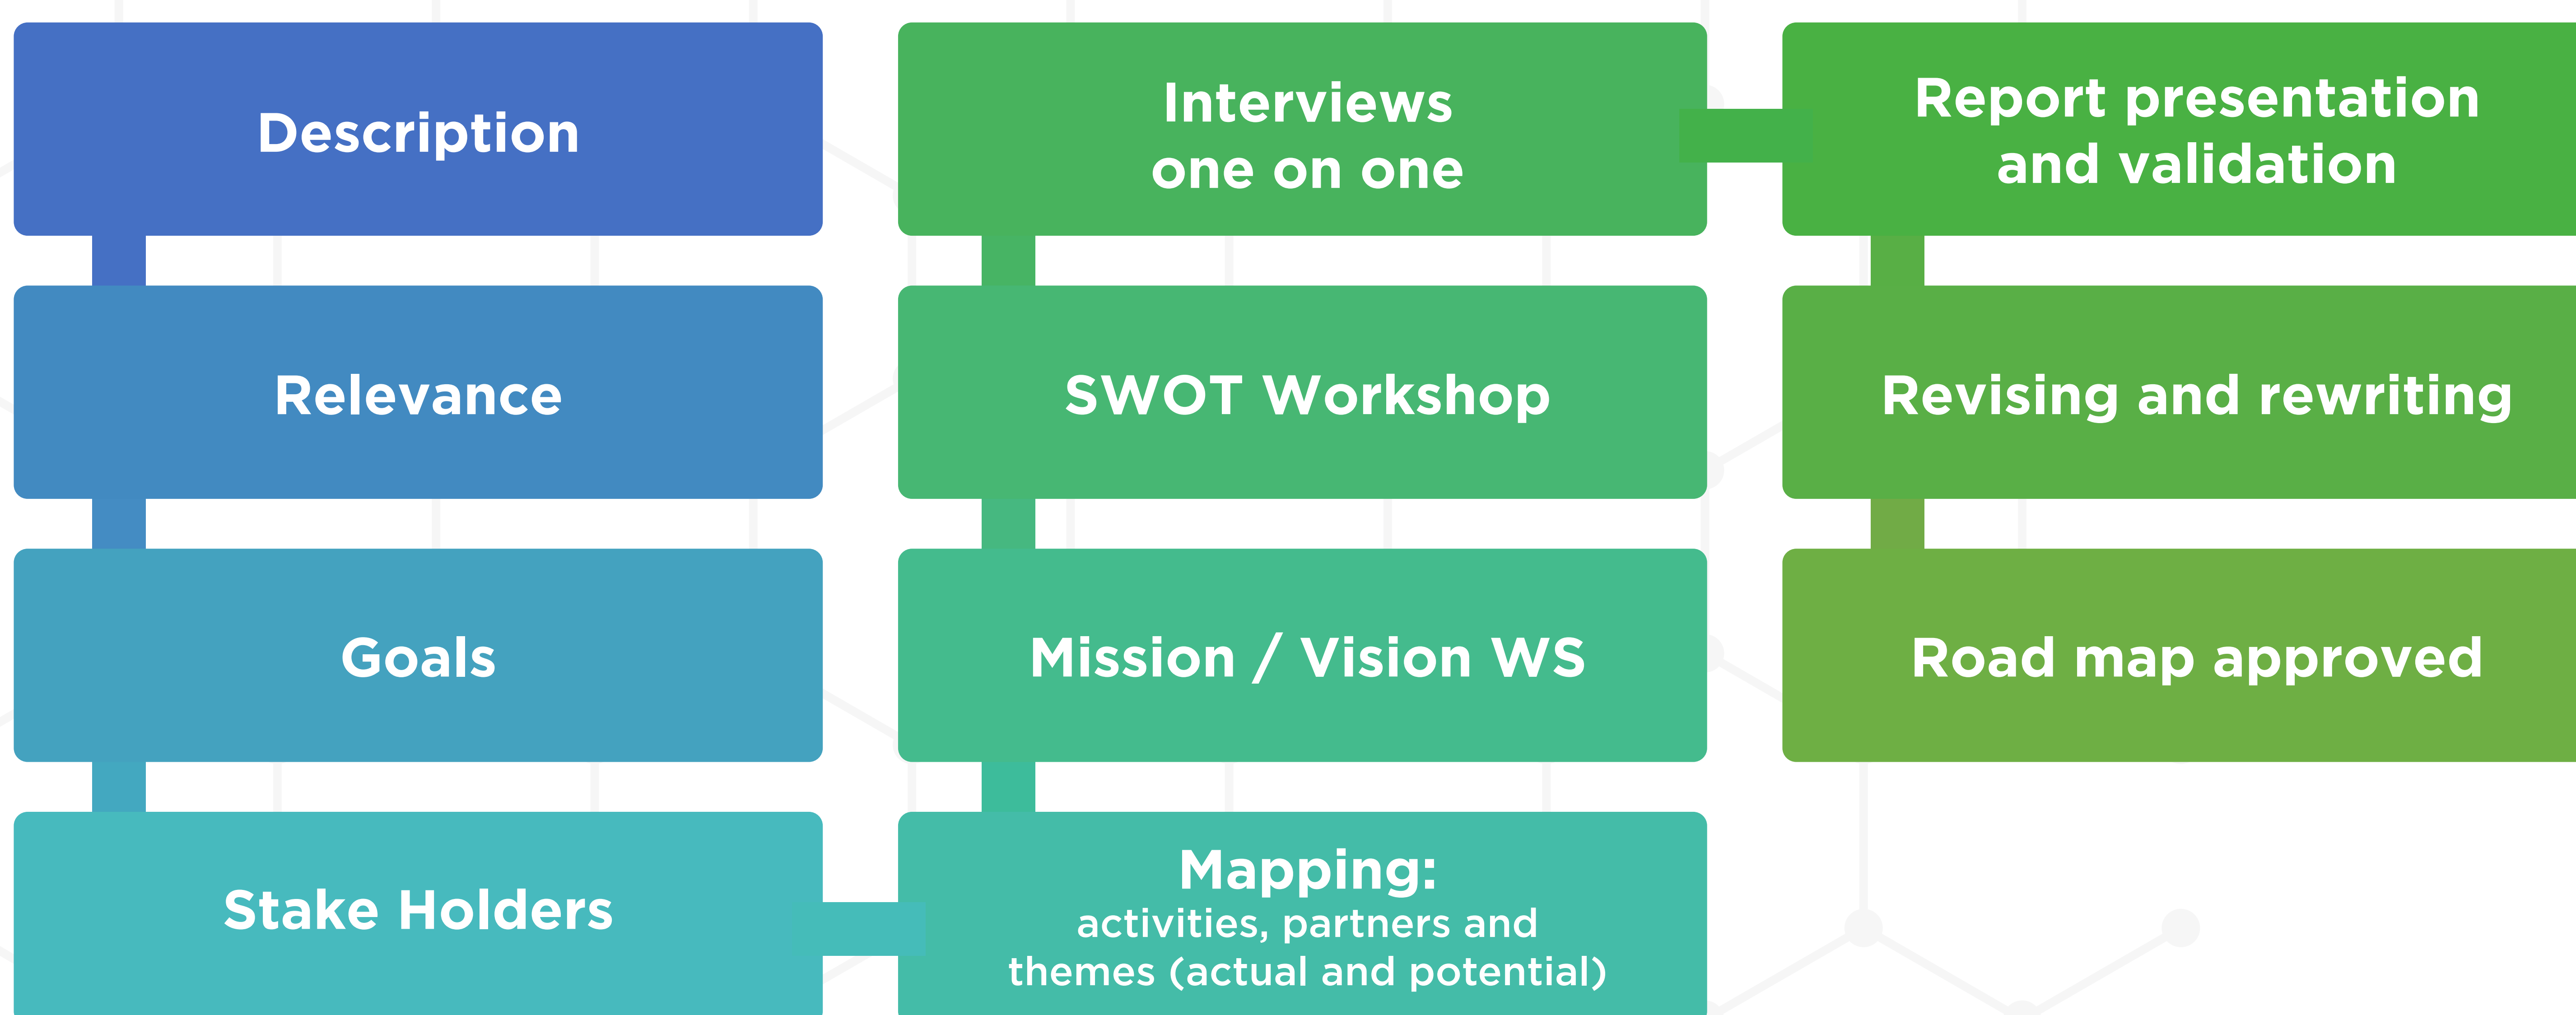 Description
Relevance
Goals
Stake Holders
Mapping:
activities, partners and
themes (actual and potential)
Mission / Vision WS
SWOT Workshop
Interviews
one on one
Report presentation
and validation
Revising and rewriting
Road map approved